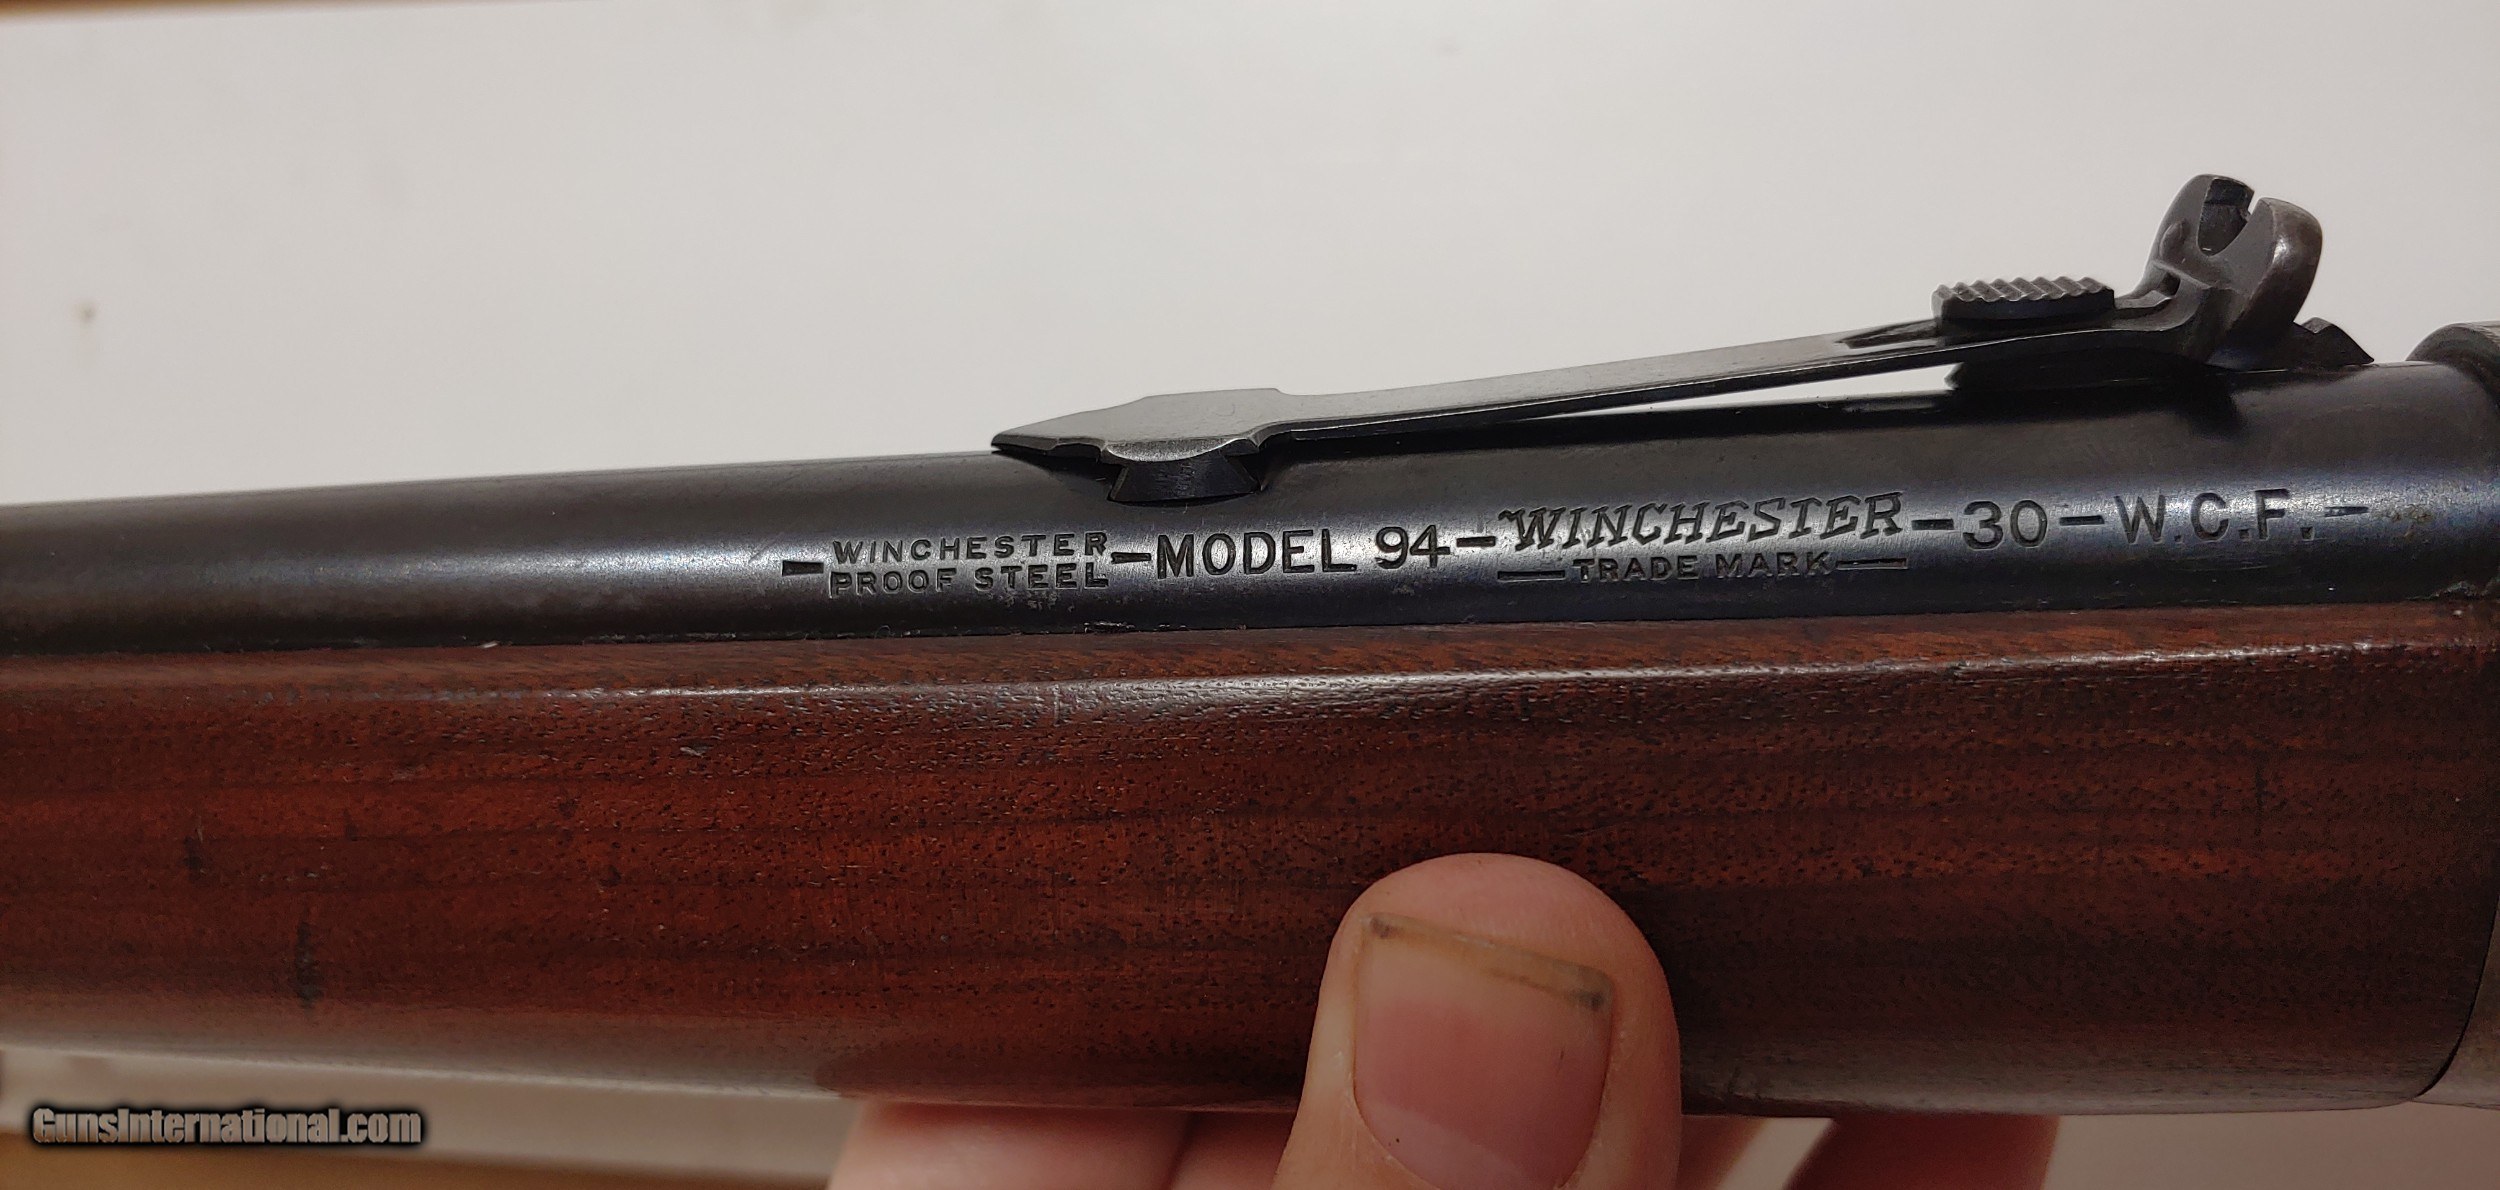 WINCHESTER
PROOF STEEL
-MODEL 94-
WINCHESTER
-TRADE MARK-
-30-W.C.F.-
GunsInternational.com